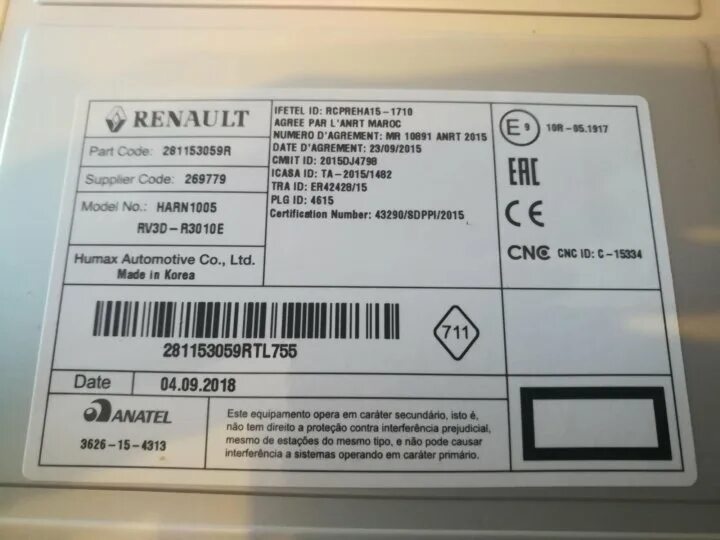 RENAULT
Part Code: 281153059R
Supplier Code: 269779
Model No.: HARN1005
RV3D-R3010E
Humax Automotive Co., Ltd.
Made in Korea
IFETEL ID: RCPREHA15-1710
AGREE PAR L'ANRT MAROC
NUMERO D'AGREMENT: MR 10891 ANRT 2015
DATE D'AGREMENT: 23/09/2015
CMIIT ID: 2015DJ4798
ICASA ID: TA-2015/1482
TRA ID: ER42428/15
PLG ID: 4615
Certification Number: 43290/SDPPI/2015
E9 10R-05.1917
EAC
CE
CNC CNC ID: C-15334
281153059RTL755
711
Date 04.09.2018
ANATEL
3626-15-4313
Este equipamento opera em caráter secundário, isto é,
não tem direito a proteção contra interferência prejudicial,
mesmo de estações do mesmo tipo, e não pode causar
interferência a sistemas operando em caráter primário.